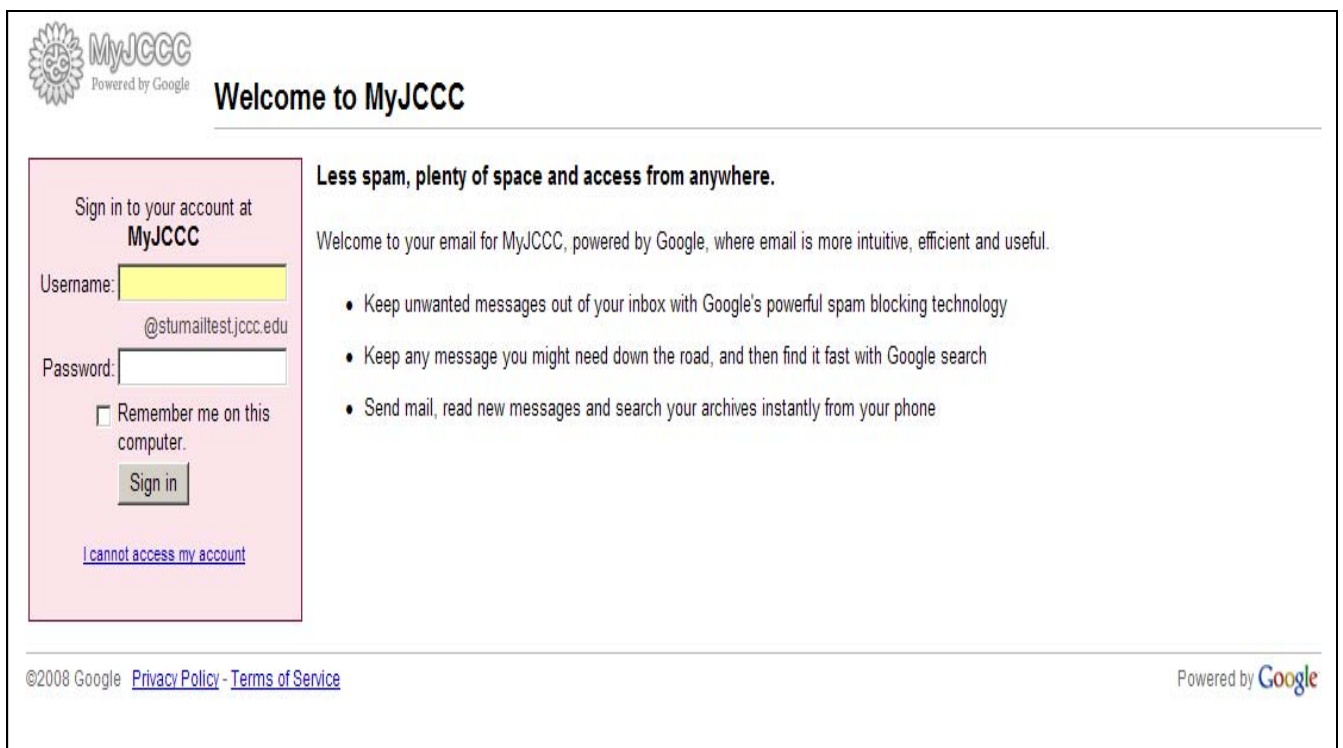 MyJCCC
Powered by Google
Welcome to MyJCCC
Sign in to your account at
MyJCCC
Username:
@stumailtest.jccc.edu
Password:
Remember me on this
computer.
Sign in
I cannot access my account
Less spam, plenty of space and access from anywhere.
Welcome to your email for MyJCCC, powered by Google, where email is more intuitive, efficient and useful.
• Keep unwanted messages out of your inbox with Google's powerful spam blocking technology
• Keep any message you might need down the road, and then find it fast with Google search
• Send mail, read new messages and search your archives instantly from your phone
©2008 Google Privacy Policy - Terms of Service
Powered by Google